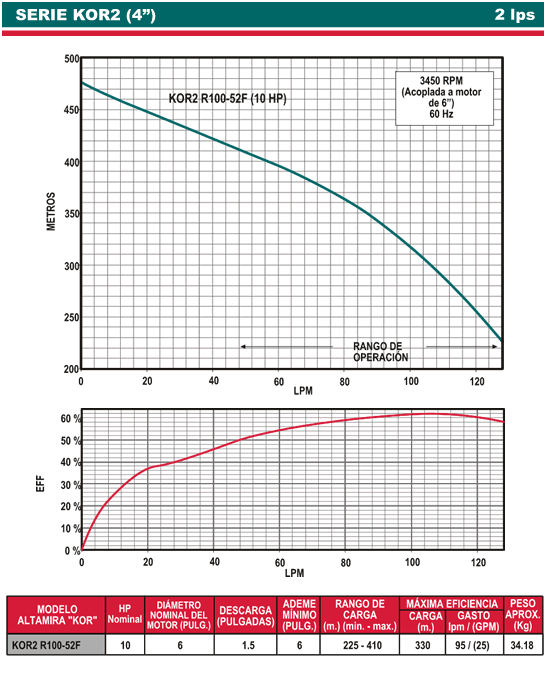 SERIE KOR2 (4”)
2 lps
500
450
400
350
300
250
200
METROS
KOR2 R100-52F (10 HP)
3450 RPM
(Acoplada a motor
de 6”)
60 Hz
RANGO DE
OPERACIÓN
0 20 40 60 80 100 120
LPM
60 %
50 %
40 %
30 %
20 %
10 %
0 %
EFF
0 20 40 60 80 100 120
LPM
MODELO
ALTAMIRA "KOR"
HP
Nominal
DIÁMETRO
NOMINAL DEL
MOTOR (PULG.)
DESCARGA
(PULGADAS)
ADEME
MÍNIMO
(PULG.)
RANGO DE
CARGA
(m.) (min. - max.)
MÁXIMA EFICIENCIA
CARGA
(m.)
GASTO
lpm / (GPM)
PESO
APROX.
(Kg)
KOR2 R100-52F 10 6 1.5 6 225 - 410 330 95 / (25) 34.18